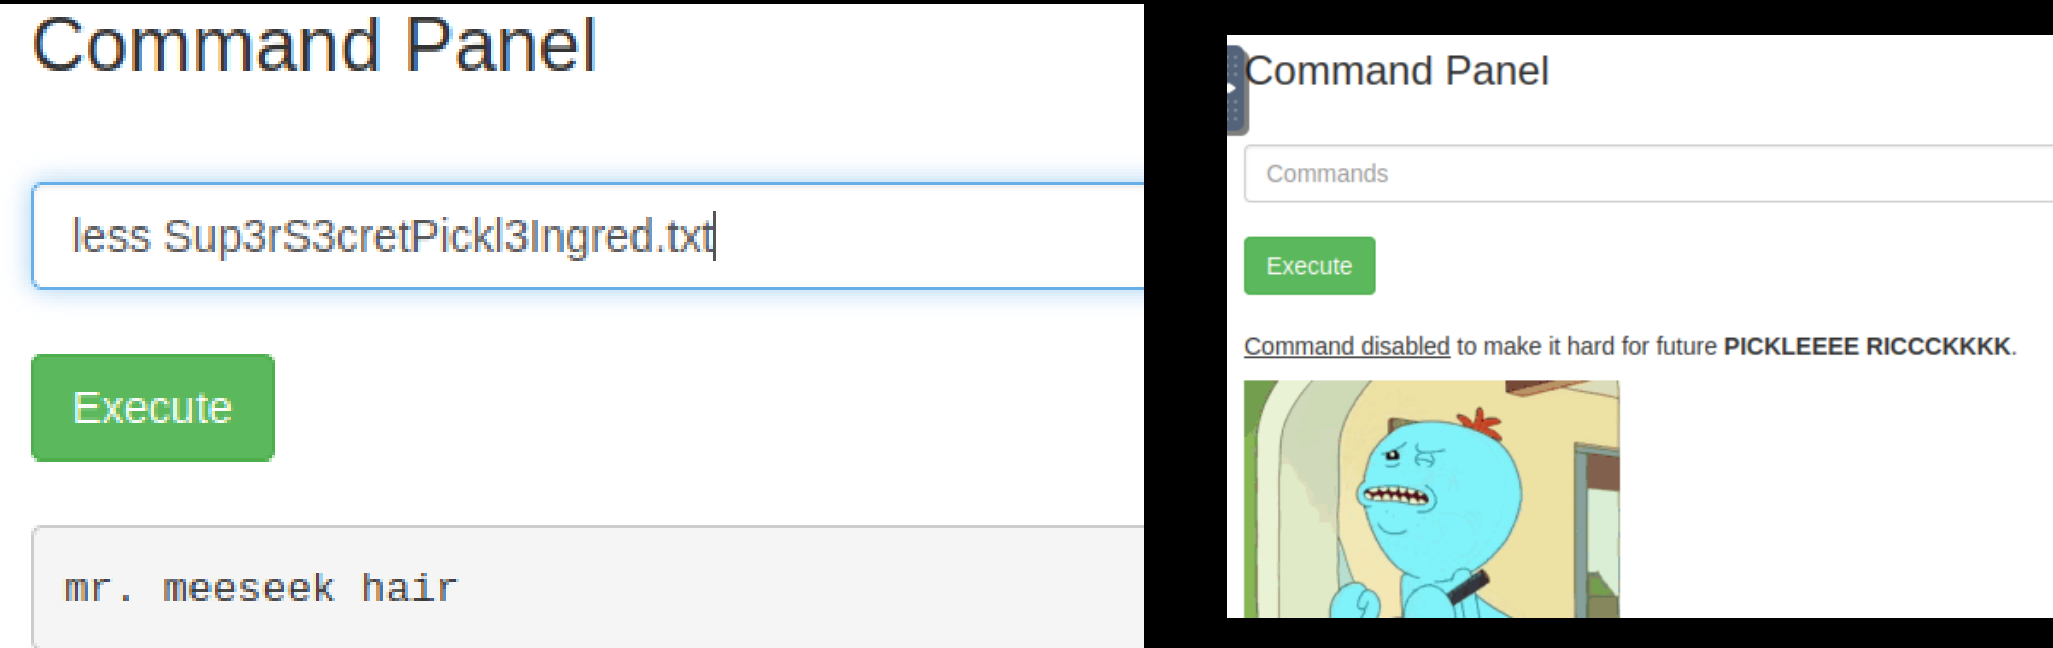 Command Panel
less Sup3rS3cretPickl3Ingred.txt
Execute
mr. meeseek hair
Command Panel
Commands
Execute
Command disabled to make it hard for future PICKLEEEE RICCCKKKK.